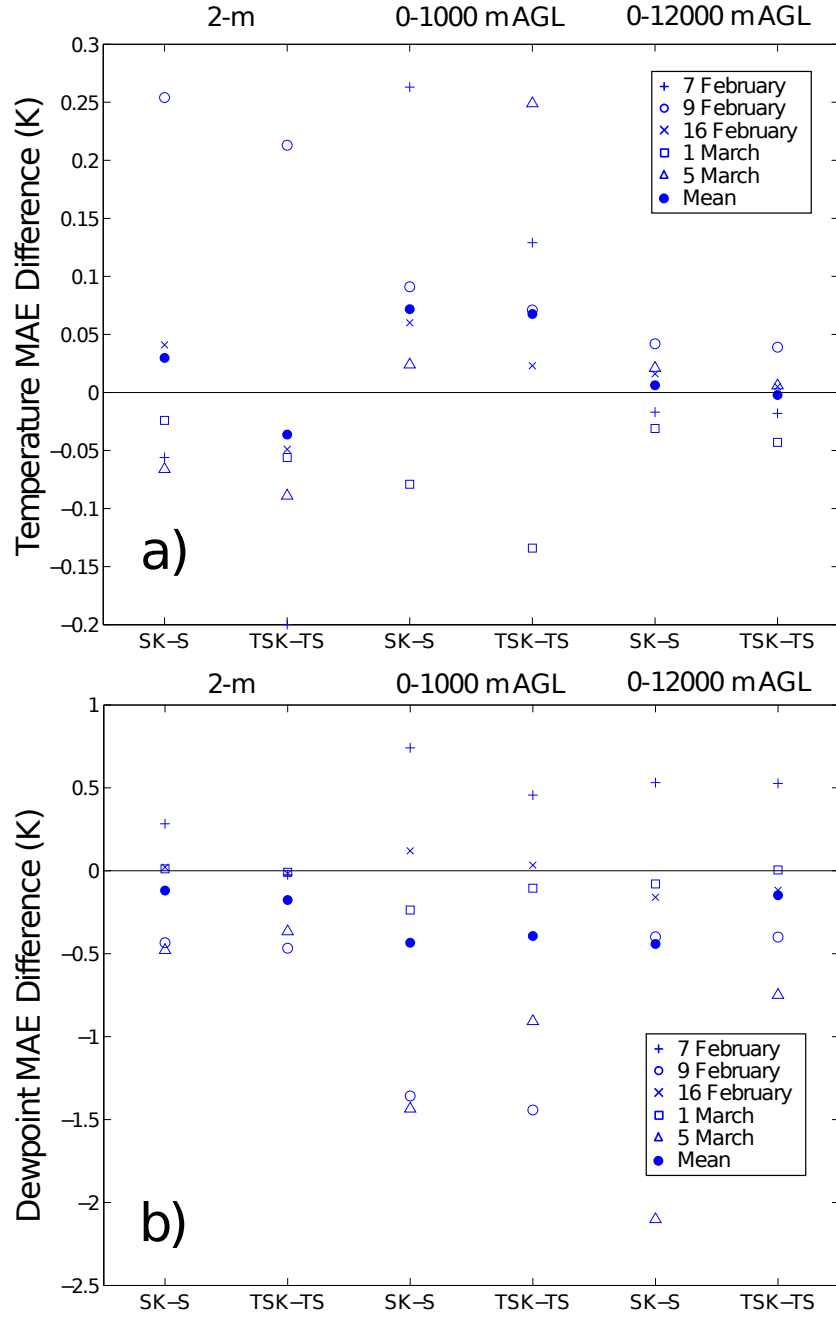 2-m 0-1000 mAGL 0-12000 mAGL
0.3
0.25
0.2
0.15
0.1
0.05
0
−0.05
−0.1
−0.15
−0.2
Temperature MAE Difference (K)
+ 7 February
○ 9 February
× 16 February
□ 1 March
△ 5 March
● Mean
a)
SK−S TSK−TS SK−S TSK−TS SK−S TSK−TS
2-m 0-1000 mAGL 0-12000 mAGL
1
0.5
0
−0.5
−1
−1.5
−2
−2.5
Dewpoint MAE Difference (K)
+ 7 February
○ 9 February
× 16 February
□ 1 March
△ 5 March
● Mean
b)
SK−S TSK−TS SK−S TSK−TS SK−S TSK−TS